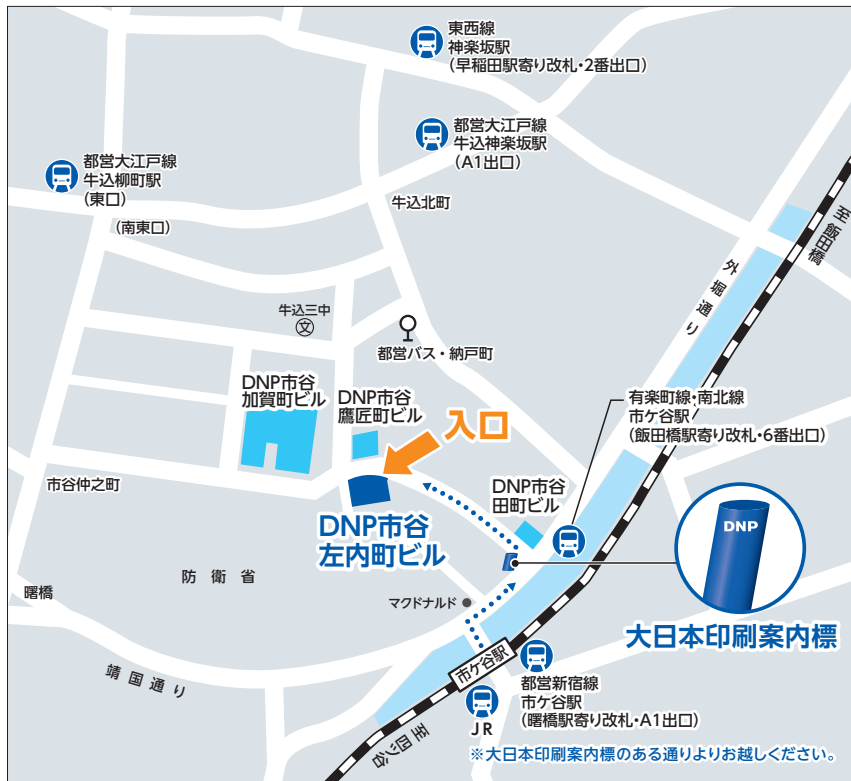 東西線
神楽坂駅
(早稲田駅寄り改札・2番出口)
都営大江戸線
牛込神楽坂駅
(A1出口)
都営大江戸線
牛込柳町駅
(東口)
(南東口)
牛込北町
至飯田橋
外堀通り
牛込三中
文
都営バス・納戸町
DNP市谷
加賀町ビル
DNP市谷
鷹匠町ビル
入口
有楽町線・南北線
市ケ谷駅
(飯田橋駅寄り改札・6番出口)
市谷仲之町
DNP市谷
田町ビル
DNP市谷
左内町ビル
DNP
大日本印刷案内標
防衛省
曙橋
マクドナルド
靖国通り
市ケ谷駅
都営新宿線
市ケ谷駅
(曙橋駅寄り改札・A1出口)
JR
至四ツ谷
※大日本印刷案内標のある通りよりお越しください。